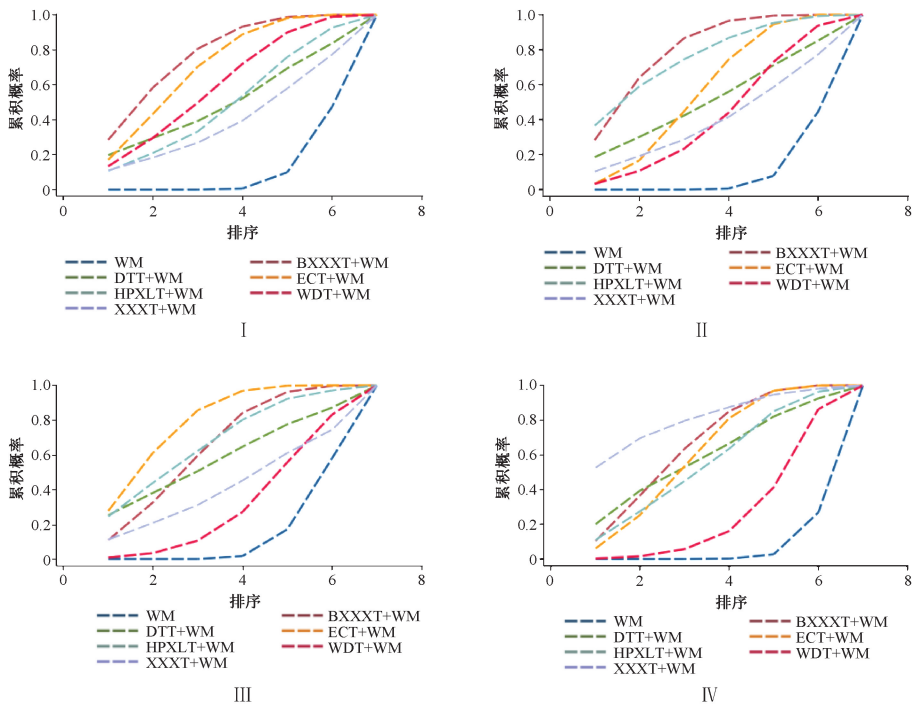 累积概率
1.0
0.8
0.6
0.4
0.2
0
0 2 4 6 8
排序
WM BXXXT+WM
DTT+WM ECT+WM
HPXLT+WM WDT+WM
XXXT+WM
I
累积概率
1.0
0.8
0.6
0.4
0.2
0
0 2 4 6 8
排序
WM BXXXT+WM
DTT+WM ECT+WM
HPXLT+WM WDT+WM
XXXT+WM
II
累积概率
1.0
0.8
0.6
0.4
0.2
0
0 2 4 6 8
排序
WM BXXXT+WM
DTT+WM ECT+WM
HPXLT+WM WDT+WM
XXXT+WM
III
累积概率
1.0
0.8
0.6
0.4
0.2
0
0 2 4 6 8
排序
WM BXXXT+WM
DTT+WM ECT+WM
HPXLT+WM WDT+WM
XXXT+WM
IV